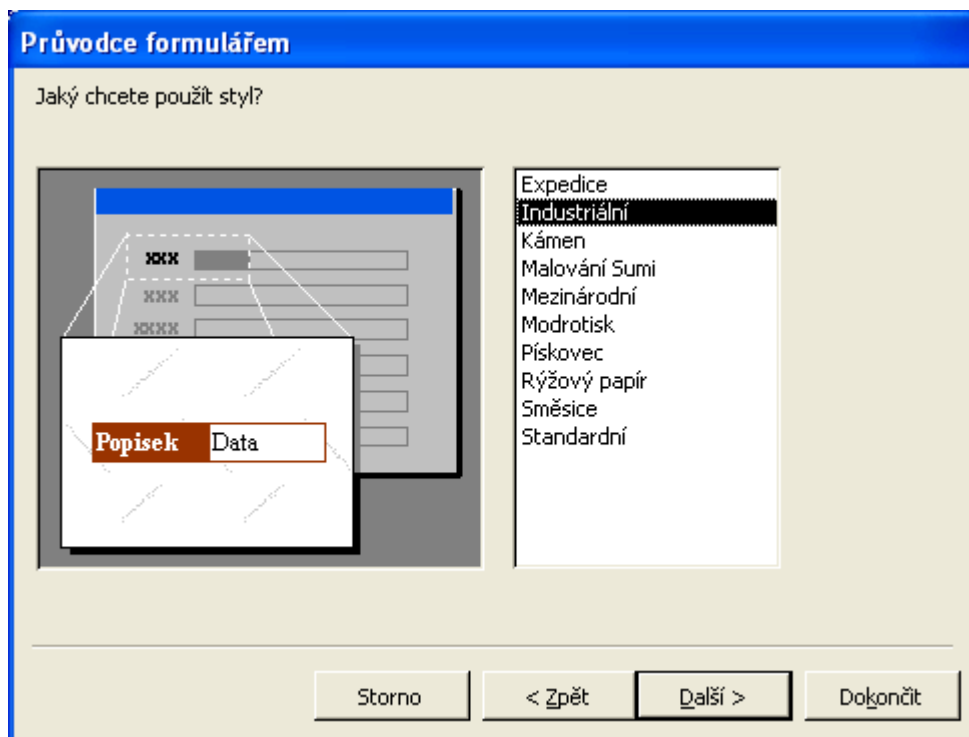 Průvodce formulářem
Jaký chcete použít styl?
xxx
xxx
xxxx
Popisek Data
Expedice
Industriální
Kámen
Malování Sumi
Mezinárodní
Modrotisk
Pískovec
Rýžový papír
Směsice
Standardní
Storno
< Zpět
Další >
Dokončit